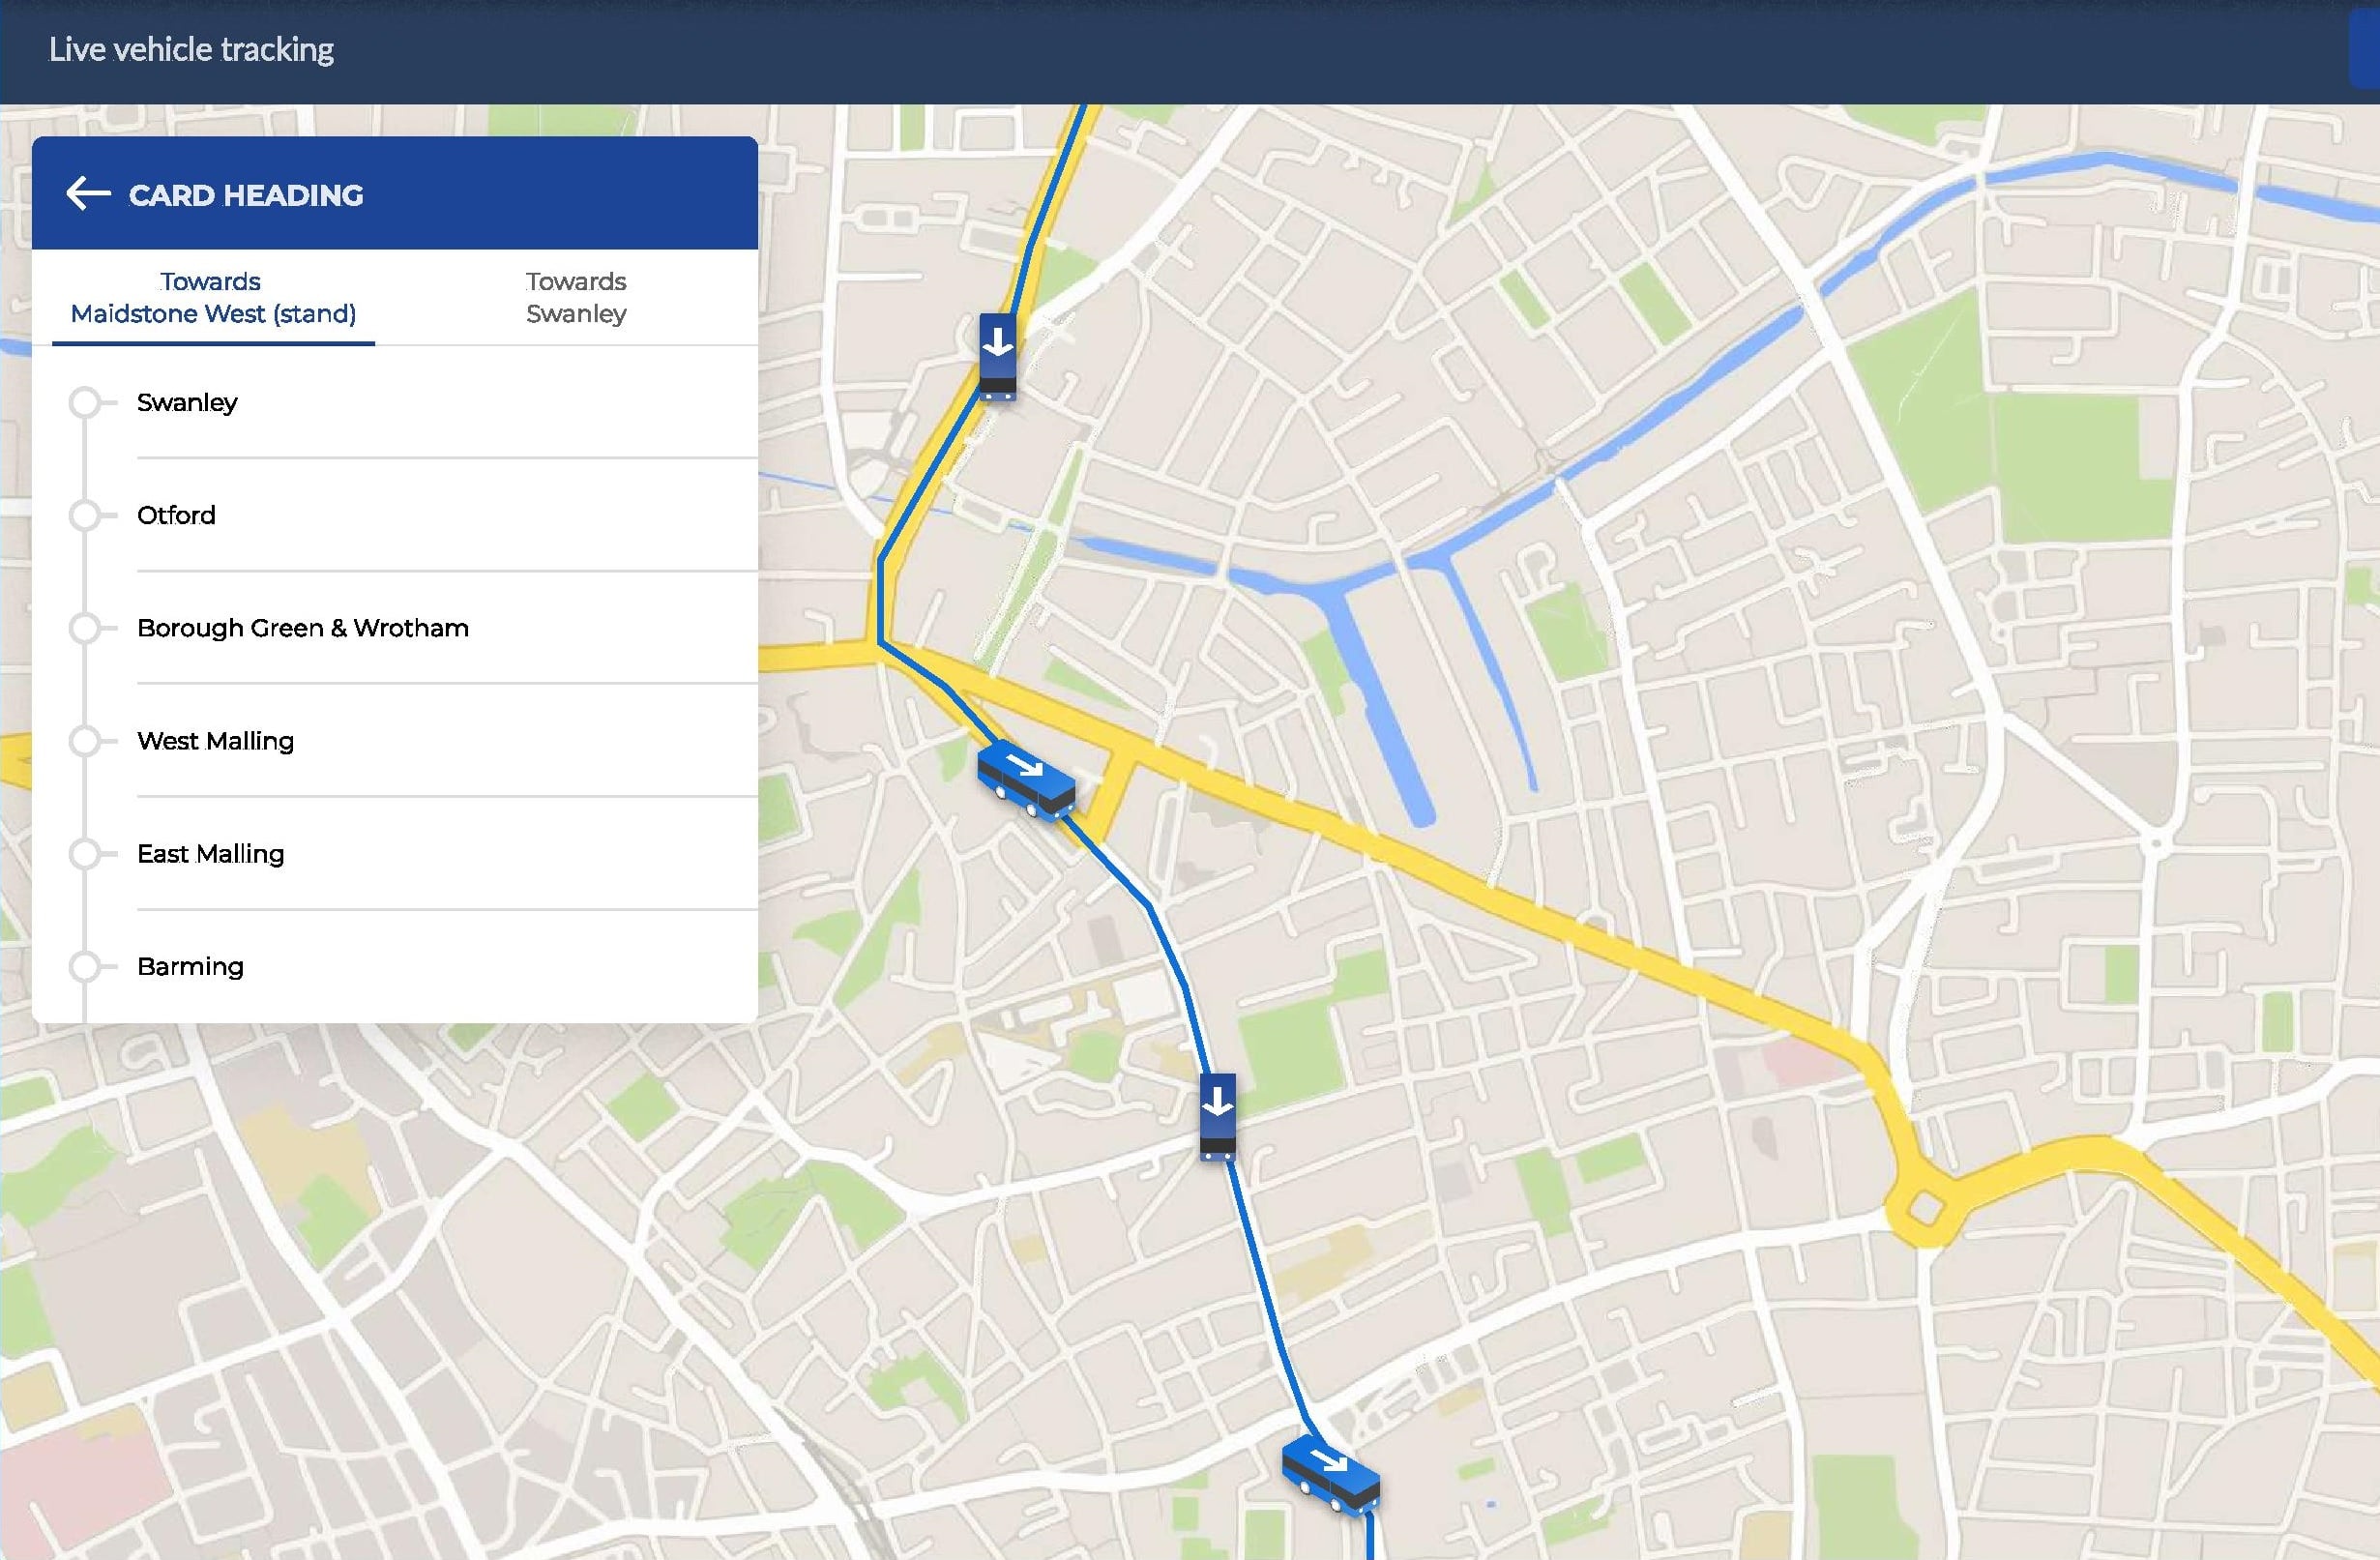 Live vehicle tracking
CARD HEADING
Towards
Maidstone West (stand)
Towards
Swanley
Swanley
Otford
Borough Green & Wrotham
West Malling
East Malling
Barming